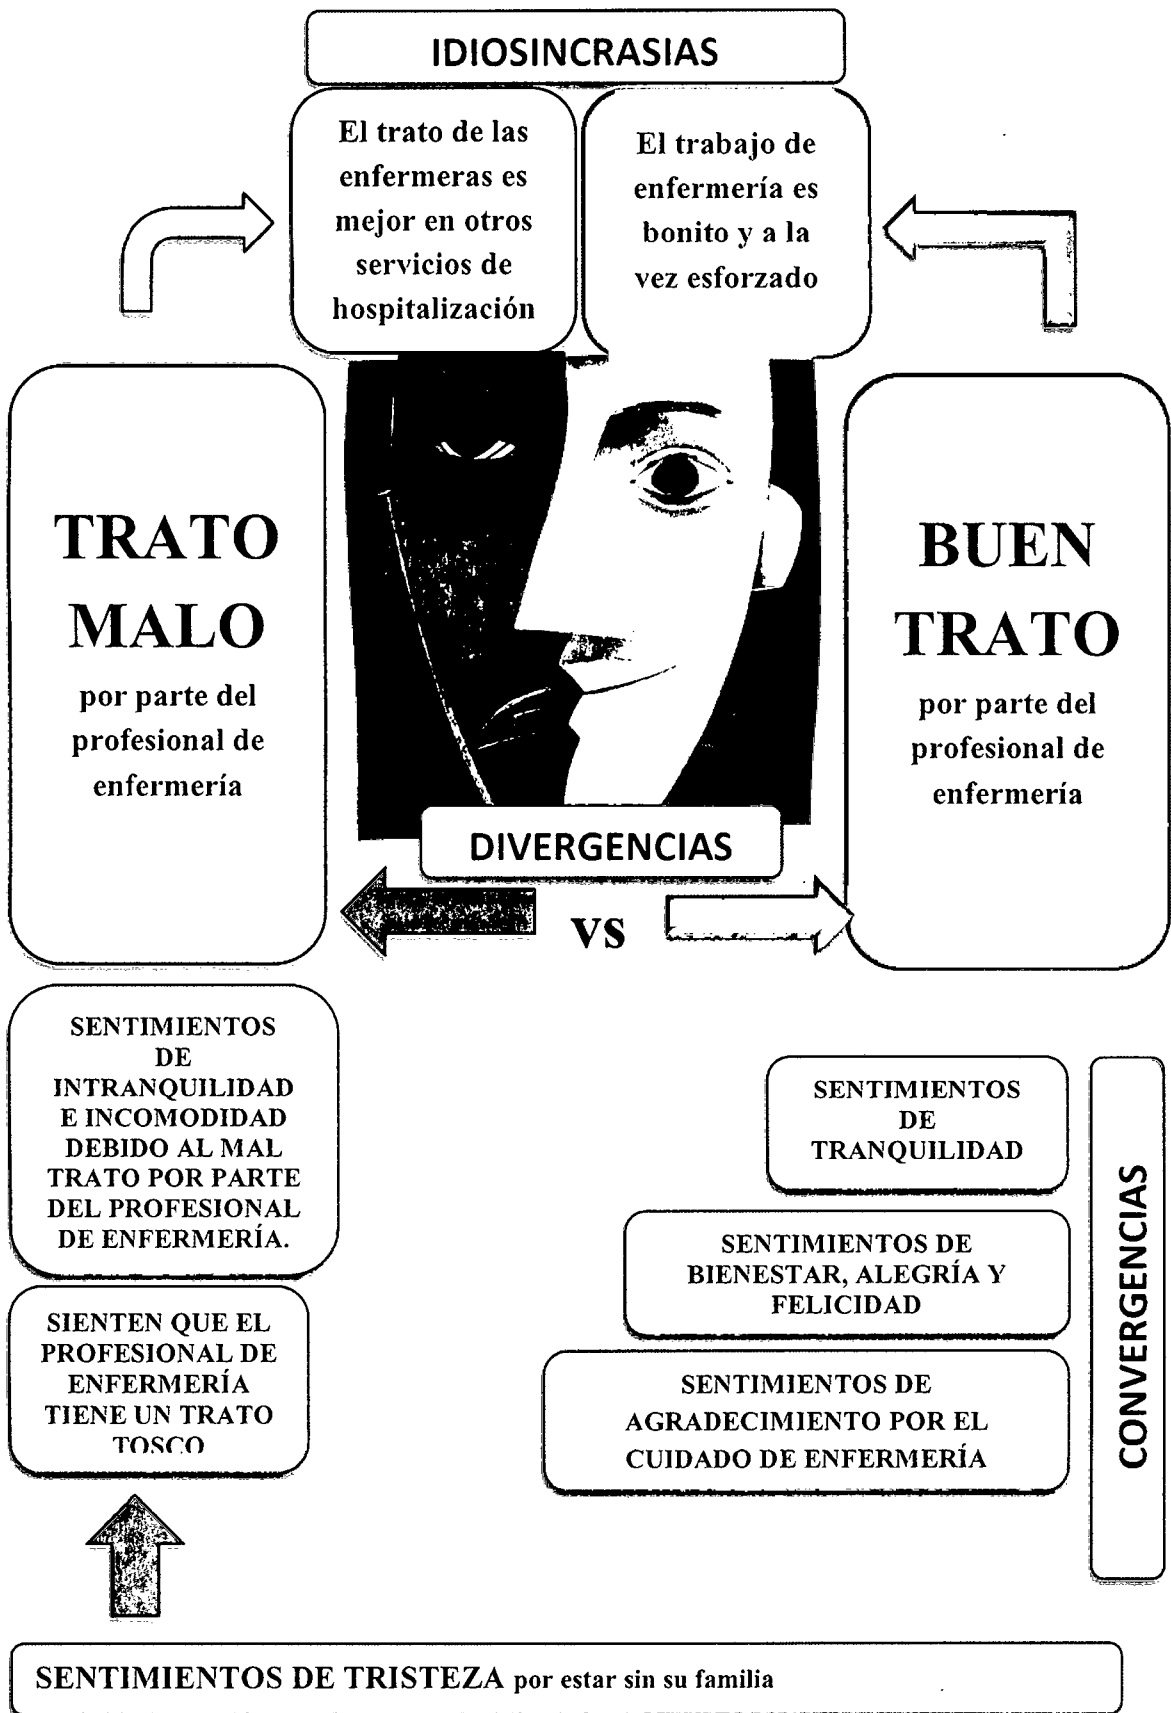 IDIOSINCRASIAS
El trato de las
enfermeras es
mejor en otros
servicios de
hospitalización
El trabajo de
enfermería es
bonito y a la
vez esforzado
TRATO
MALO
por parte del
profesional de
enfermería
BUEN
TRATO
por parte del
profesional de
enfermería
DIVERGENCIAS
vs
SENTIMIENTOS
DE
INTRANQUILIDAD
E INCOMODIDAD
DEBIDO AL MAL
TRATO POR PARTE
DEL PROFESIONAL
DE ENFERMERÍA.
SIENTEN QUE EL
PROFESIONAL DE
ENFERMERÍA
TIENE UN TRATO
TOSCO
SENTIMIENTOS
DE
TRANQUILIDAD
SENTIMIENTOS DE
BIENESTAR, ALEGRÍA Y
FELICIDAD
SENTIMIENTOS DE
AGRADECIMIENTO POR EL
CUIDADO DE ENFERMERÍA
CONVERGENCIAS
SENTIMIENTOS DE TRISTEZA por estar sin su familia